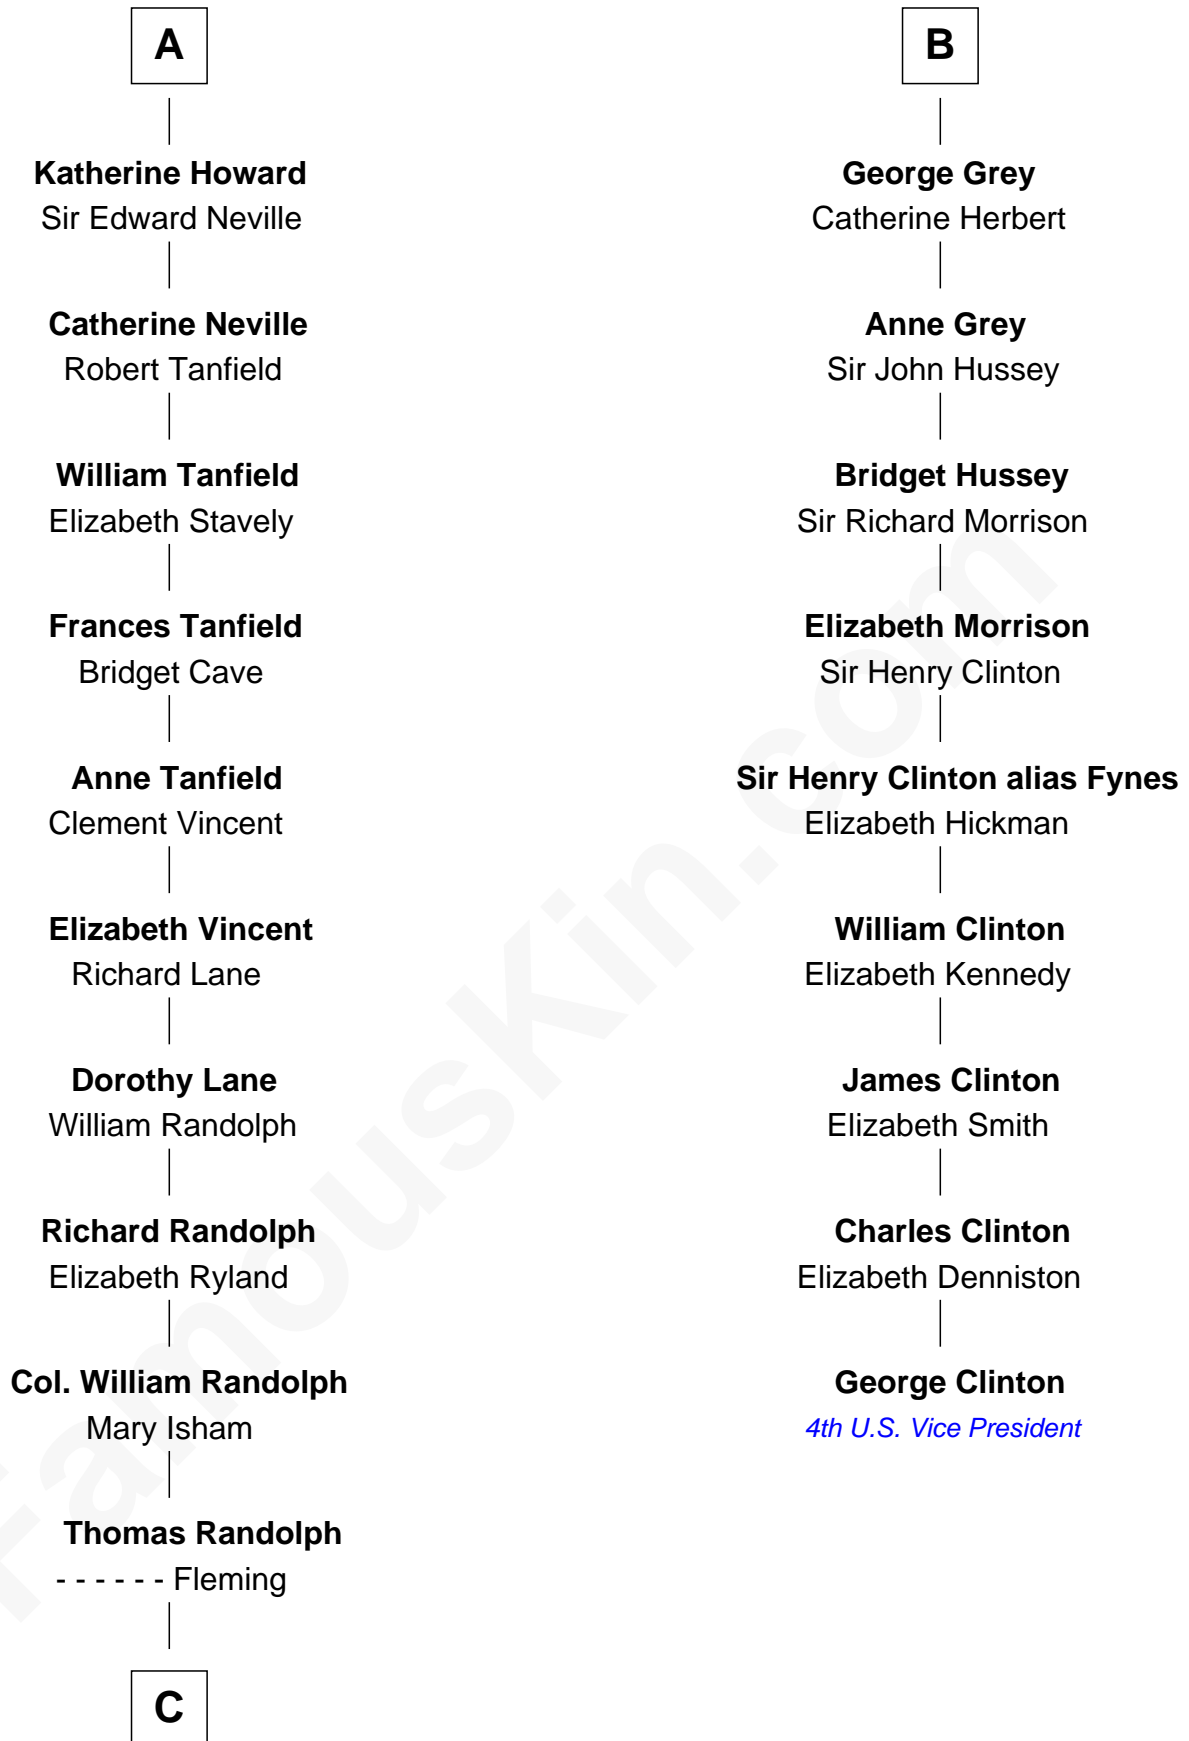 A
Katherine Howard
Sir Edward Neville
Catherine Neville
Robert Tanfield
William Tanfield
Elizabeth Stavely
Frances Tanfield
Bridget Cave
Anne Tanfield
Clement Vincent
Elizabeth Vincent
Richard Lane
Dorothy Lane
William Randolph
Richard Randolph
Elizabeth Ryland
Col. William Randolph
Mary Isham
Thomas Randolph
- - - - - - Fleming
C
B
George Grey
Catherine Herbert
Anne Grey
Sir John Hussey
Bridget Hussey
Sir Richard Morrison
Elizabeth Morrison
Sir Henry Clinton
Sir Henry Clinton alias Fynes
Elizabeth Hickman
William Clinton
Elizabeth Kennedy
James Clinton
Elizabeth Smith
Charles Clinton
Elizabeth Denniston
George Clinton
4th U.S. Vice President
FamousKin.com